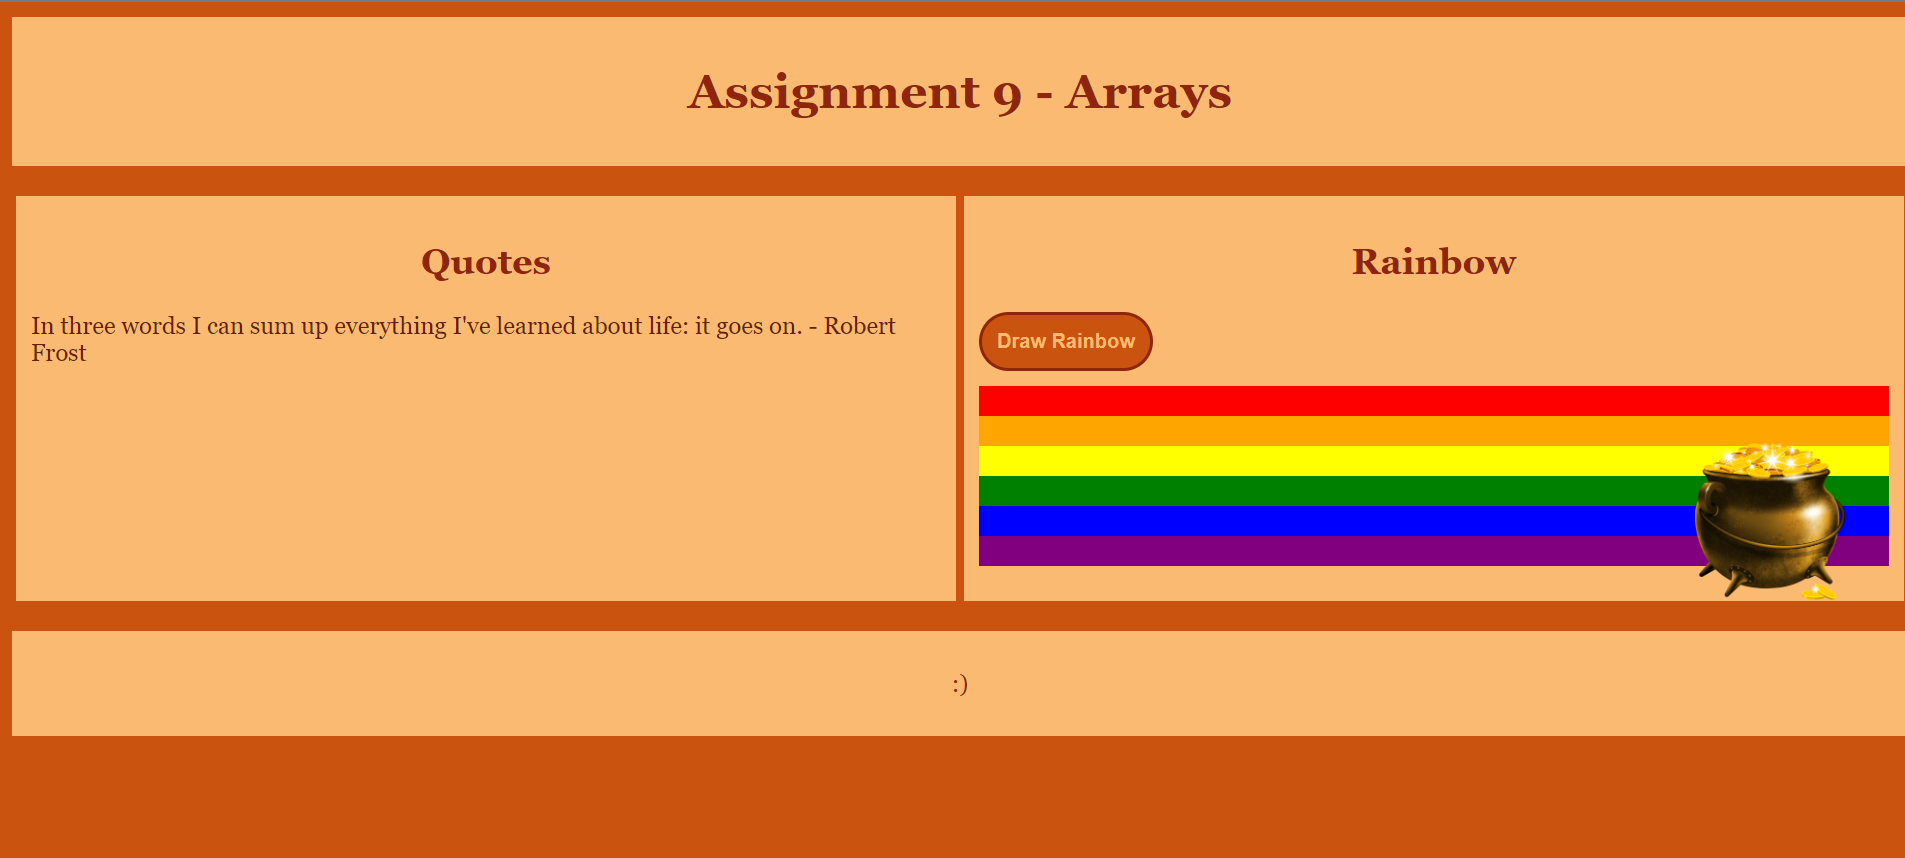 Assignment 9 - Arrays
Quotes
In three words I can sum up everything I've learned about life: it goes on. - Robert
Frost
Rainbow
Draw Rainbow
:)